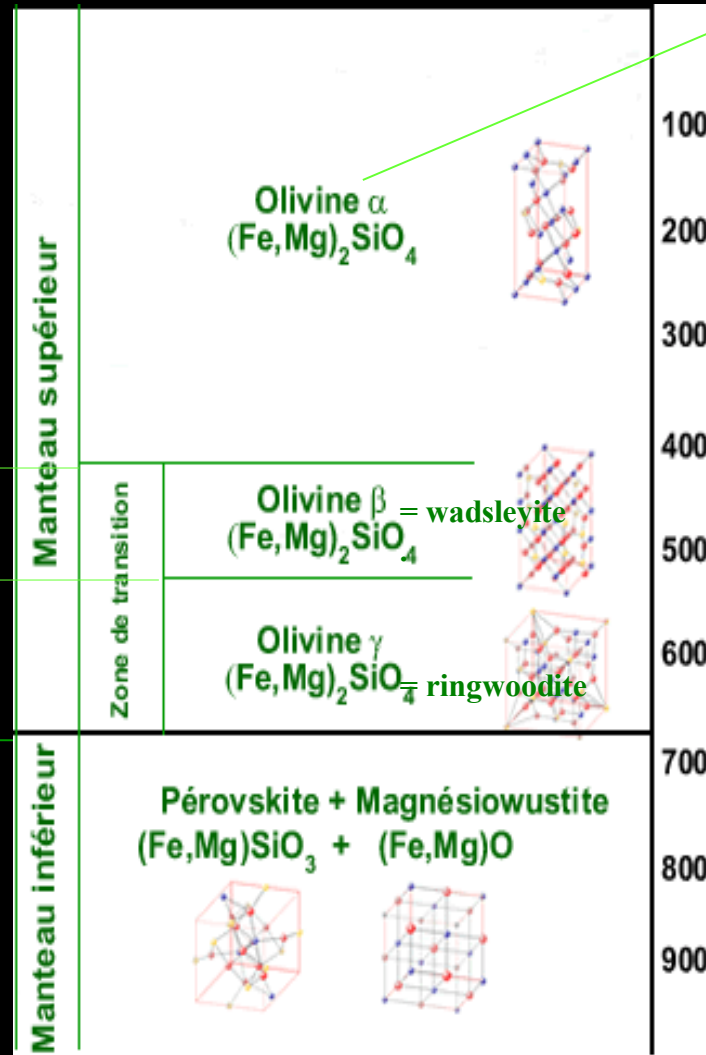 Manteau supérieur
Olivine α
(Fe,Mg)₂SiO₄
Zone de transition
Olivine β = wadsleyite
(Fe,Mg)₂SiO₄
Olivine γ
(Fe,Mg)₂SiO₄ = ringwoodite
Manteau inférieur
Pérovskite + Magnésiowustite
(Fe,Mg)SiO₃ + (Fe,Mg)O
100
200
300
400
500
600
700
800
900